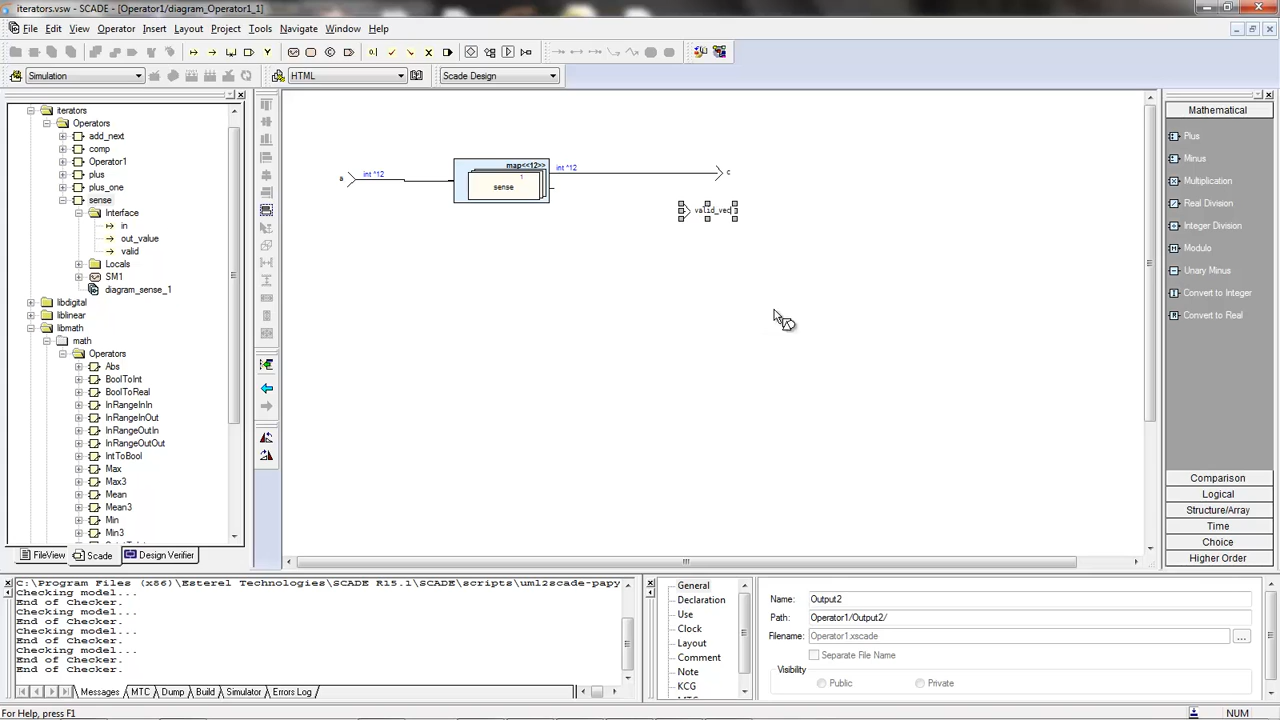 iterators.vsw - SCADE - [Operator1/diagram_Operator1_1]
File Edit View Operator Insert Layout Project Tools Navigate Window Help
Simulation HTML Scade Design
iterators
Operators
add_next
comp
Operator1
plus
plus_one
sense
Interface
in
out_value
valid
Locals
SM1
diagram_sense_1
libdigital
liblinear
libmath
math
Operators
Abs
BoolToInt
BoolToReal
InRangeInIn
InRangeInOut
InRangeOutIn
InRangeOutOut
IntToBool
Max
Max3
Mean
Mean3
Min
Min3
FileView Scade Design Verifier
a int ^12 map<<12>> 1 sense int ^12 c
valid_vec
Mathematical
Plus
Minus
Multiplication
Real Division
Integer Division
Modulo
Unary Minus
Convert to Integer
Convert to Real
Comparison
Logical
Structure/Array
Time
Choice
Higher Order
C:\Program Files (x86)\Esterel Technologies\SCADE R15.1\SCADE\scripts\uml2scade-papy
Checking model...
End of Checker.
Checking model...
End of Checker.
Checking model...
End of Checker.
End of Checker.
Messages MTC Dump Build Simulator Errors Log
General
Declaration
Use
Clock
Layout
Comment
Note
KCG
Name: Output2
Path: Operator1/Output2/
Filename: Operator1.xscade ...
Separate File Name
Visibility
Public Private
For Help, press F1 NUM